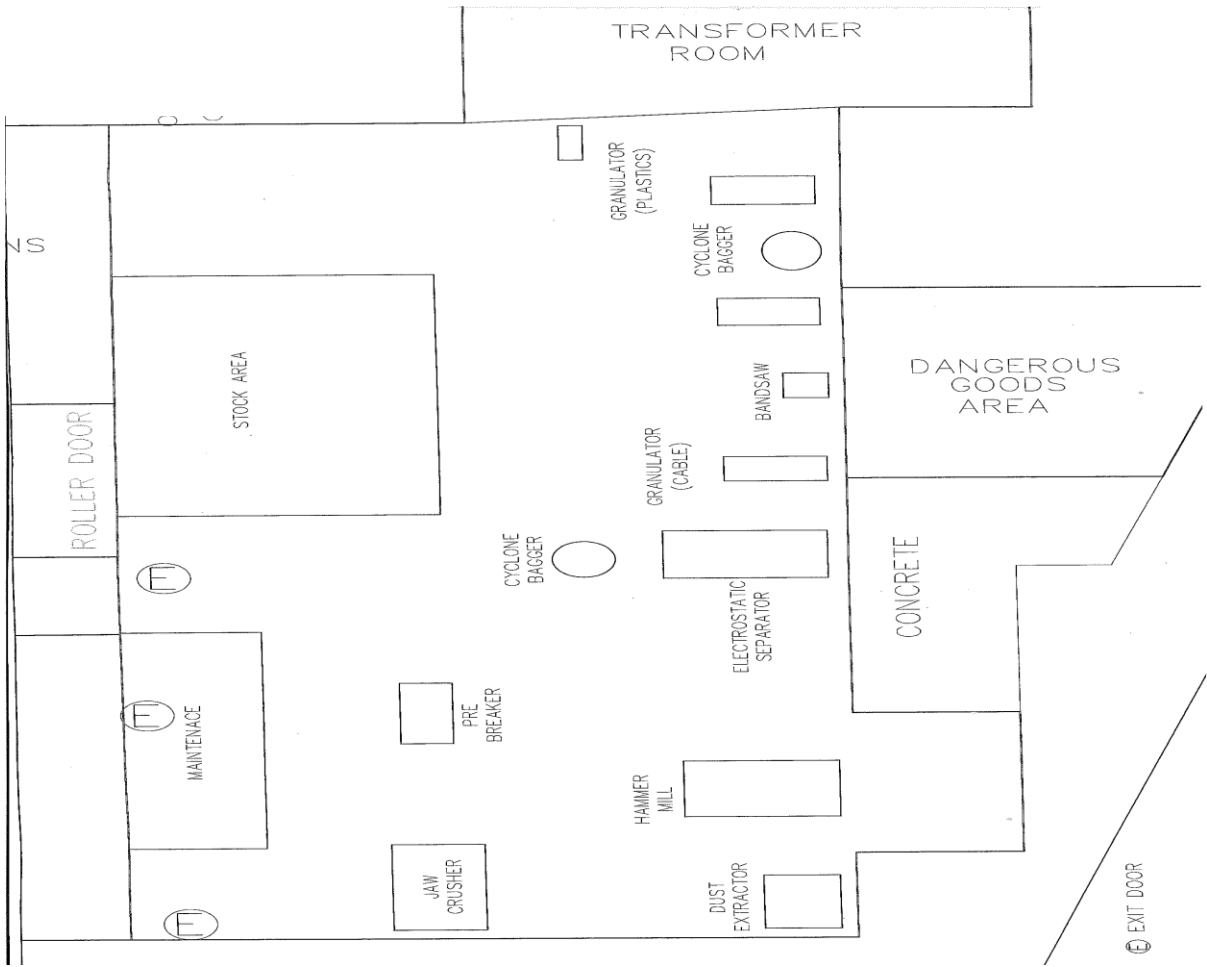 TRANSFORMER
ROOM
GRANULATOR
(PLASTICS)
CYCLONE
BAGGER
STOCK AREA
ROLLER DOOR
BANDSAW
DANGEROUS
GOODS
AREA
GRANULATOR
(CABLE)
CYCLONE
BAGGER
ELECTROSTATIC
SEPARATOR
CONCRETE
E
E
MAINTENACE
PRE
BREAKER
HAMMER
MILL
JAW
CRUSHER
DUST
EXTRACTOR
E
E EXIT DOOR